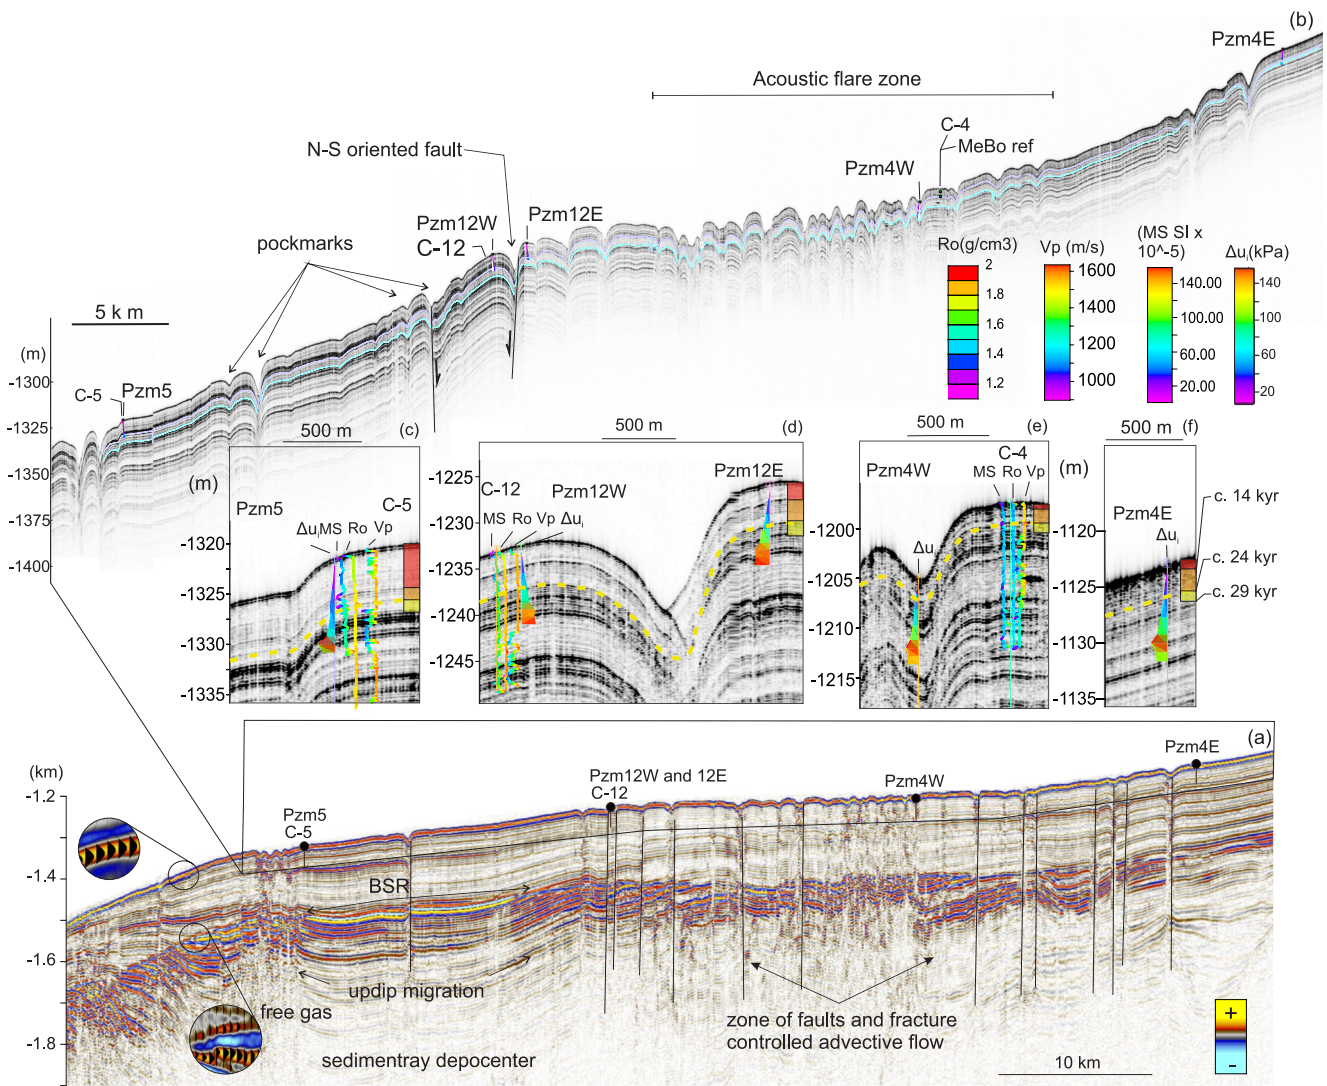 (b)
Pzm4E
Acoustic flare zone
C-4
MeBo ref
N-S oriented fault
Pzm4W
Pzm12W
C-12
Pzm12E
pockmarks
5 k m
(m)
-1300
-1325
-1350
-1375
-1400
C-5
Pzm5
Ro(g/cm3)
2
1.8
1.6
1.4
1.2
Vp (m/s)
1600
1400
1200
1000
(MS SI x
10^-5)
140.00
100.00
60.00
20.00
Δui(kPa)
140
100
60
20
500 m
(c)
(m)
-1320
-1325
-1330
-1335
Pzm5
C-5
Δui
MS
Ro
Vp
500 m
(d)
-1225
-1230
-1235
-1240
-1245
C-12
Pzm12W
Pzm12E
MS
Ro
Vp
Δui
500 m
(e)
-1200
-1205
-1210
-1215
Pzm4W
C-4
MS
Ro
Vp
Δui
500 m
(f)
(m)
-1120
-1125
-1130
-1135
Pzm4E
Δui
c. 14 kyr
c. 24 kyr
c. 29 kyr
(a)
(km)
-1.2
-1.4
-1.6
-1.8
Pzm5
C-5
Pzm12W and 12E
C-12
Pzm4W
Pzm4E
BSR
updip migration
free gas
sedimentray depocenter
zone of faults and fracture
controlled advective flow
10 km
+
-